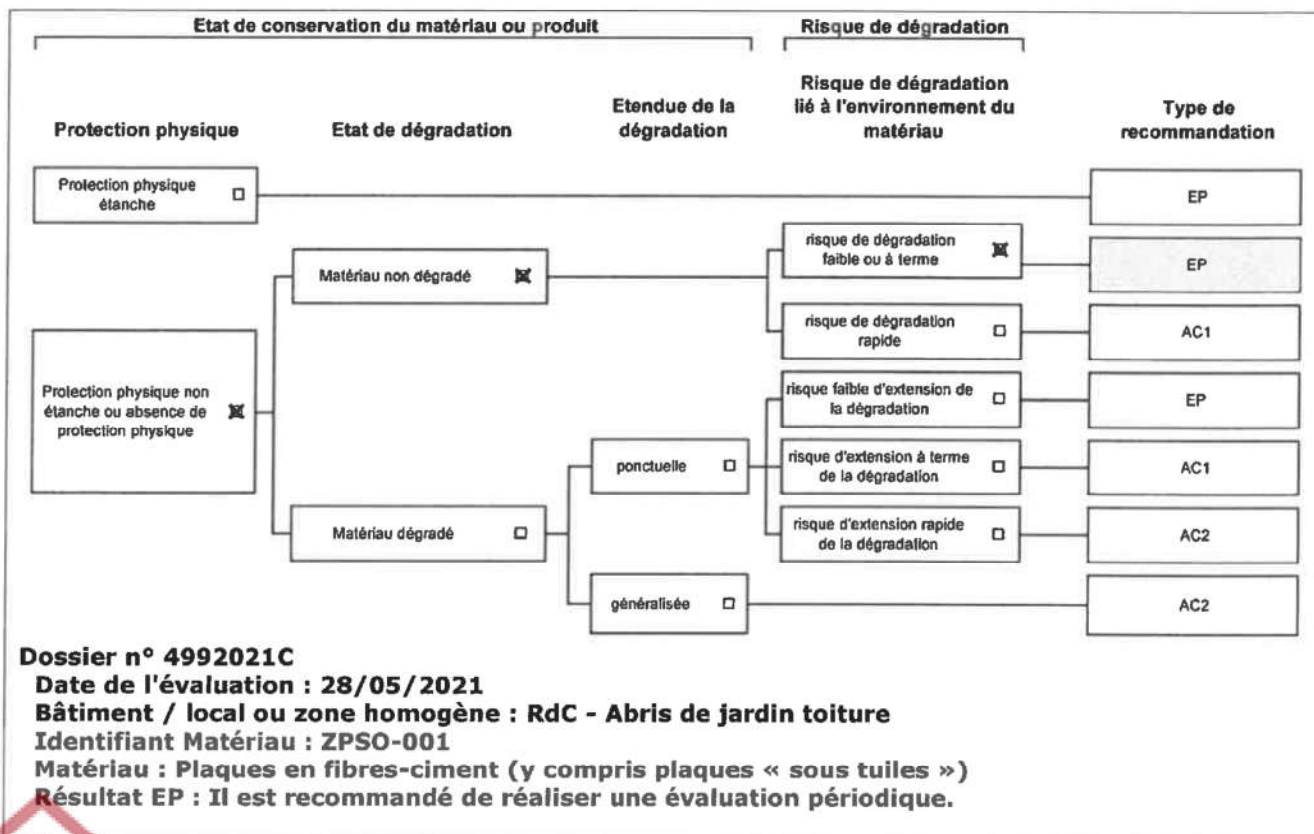 Etat de conservation du matériau ou produit
Risque de dégradation
Protection physique
Etat de dégradation
Etendue de la
dégradation
Risque de dégradation
lié à l'environnement du
matériau
Type de
recommandation
Protection physique
étanche
EP
Matériau non dégradé
risque de dégradation
faible ou à terme
EP
risque de dégradation
rapide
AC1
Protection physique non
étanche ou absence de
protection physique
risque faible d'extension de
la dégradation
EP
ponctuelle
risque d'extension à terme
de la dégradation
AC1
Matériau dégradé
risque d'extension rapide
de la dégradation
AC2
généralisée
AC2
Dossier n° 4992021C
Date de l'évaluation : 28/05/2021
Bâtiment / local ou zone homogène : RdC - Abris de jardin toiture
Identifiant Matériau : ZPSO-001
Matériau : Plaques en fibres-ciment (y compris plaques « sous tuiles »)
Résultat EP : Il est recommandé de réaliser une évaluation périodique.